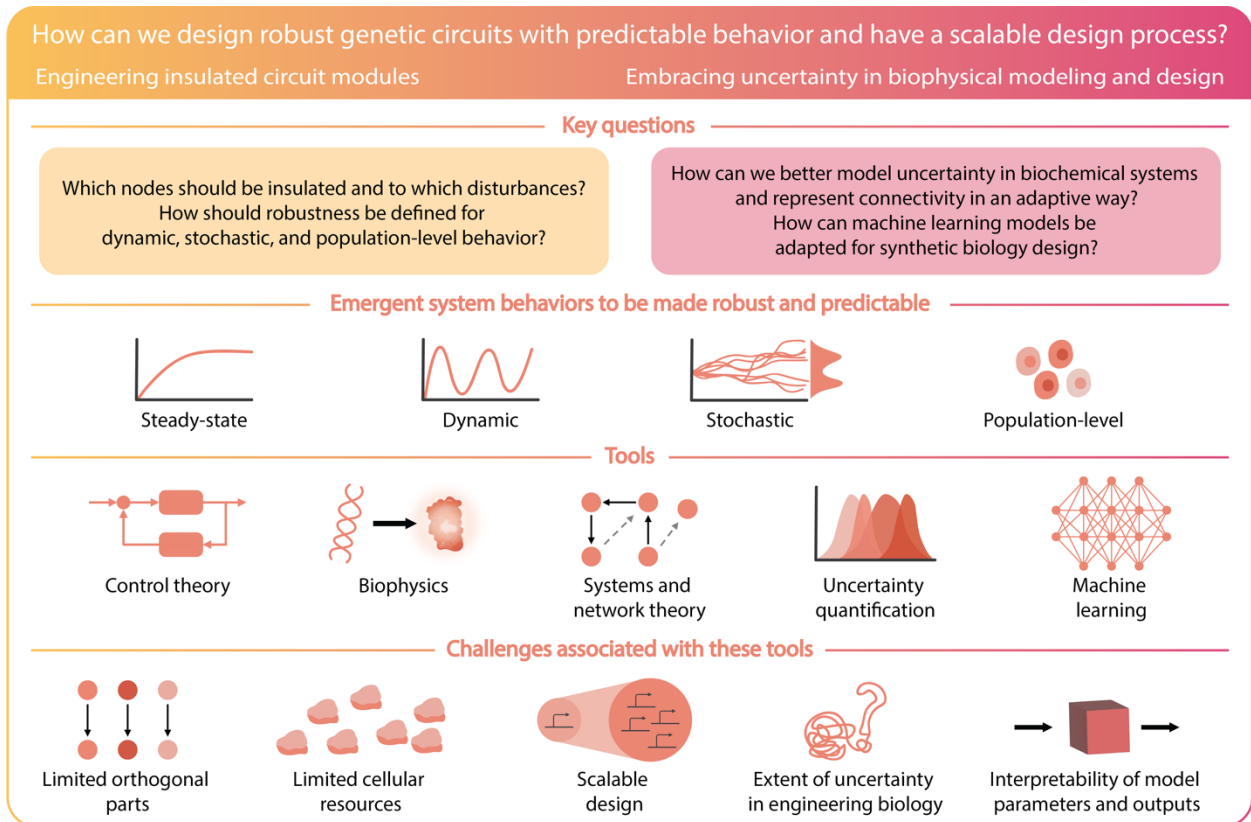 How can we design robust genetic circuits with predictable behavior and have a scalable design process?
Engineering insulated circuit modules
Embracing uncertainty in biophysical modeling and design
Key questions
Which nodes should be insulated and to which disturbances?
How should robustness be defined for
dynamic, stochastic, and population-level behavior?
How can we better model uncertainty in biochemical systems
and represent connectivity in an adaptive way?
How can machine learning models be
adapted for synthetic biology design?
Emergent system behaviors to be made robust and predictable
Steady-state
Dynamic
Stochastic
Population-level
Tools
Control theory
Biophysics
Systems and
network theory
Uncertainty
quantification
Machine
learning
Challenges associated with these tools
Limited orthogonal
parts
Limited cellular
resources
Scalable
design
Extent of uncertainty
in engineering biology
Interpretability of model
parameters and outputs